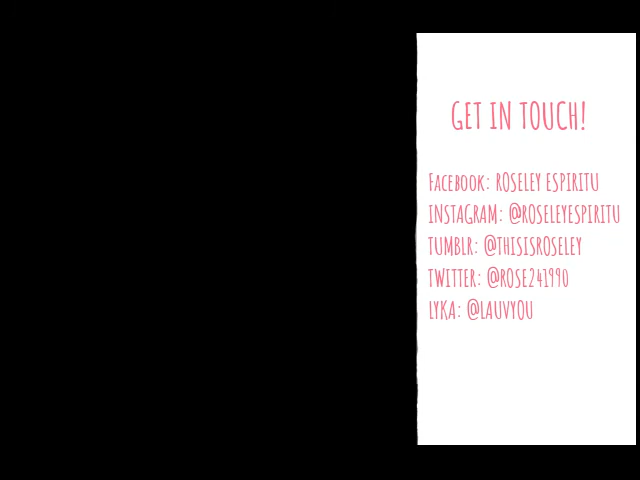 GET IN TOUCH!
FACEBOOK: ROSELEY ESPIRITU
INSTAGRAM: @ROSELEYESPIRITU
TUMBLR: @THISISROSELEY
TWITTER: @ROSE241990
LYKA: @LAUVYOU